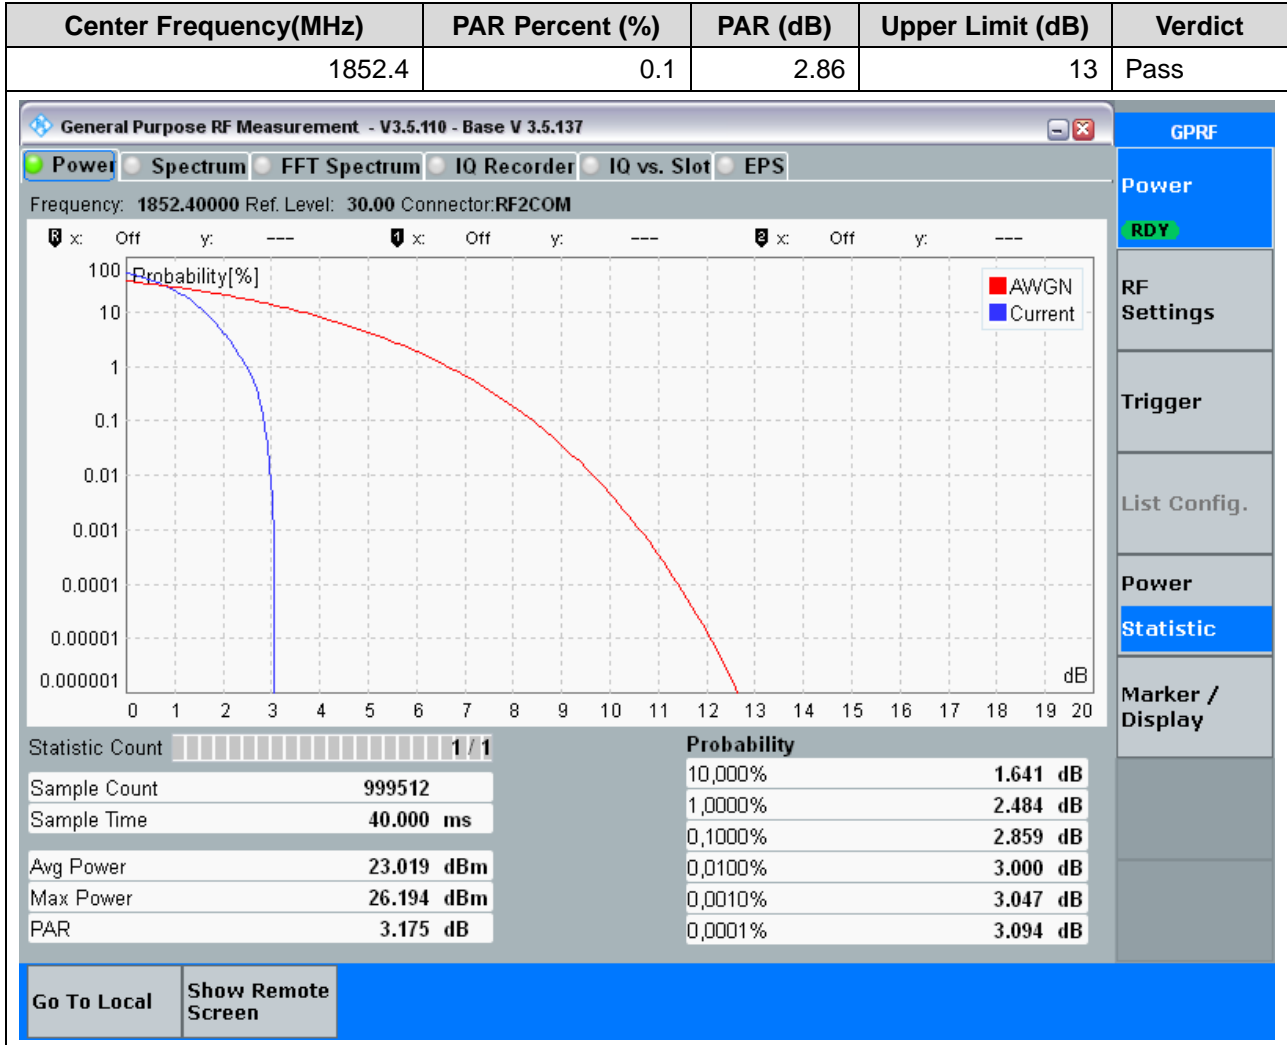 Center Frequency(MHz) PAR Percent (%) PAR (dB) Upper Limit (dB) Verdict
1852.4 0.1 2.86 13 Pass
General Purpose RF Measurement - V3.5.110 - Base V 3.5.137
GPRF
Power Spectrum FFT Spectrum IQ Recorder IQ vs. Slot EPS
Power
RDY
Frequency: 1852.40000 Ref. Level: 30.00 Connector:RF2COM
R x: Off y: --- 1 x: Off y: --- 2 x: Off y: ---
Probability[%]
AWGN
Current
100
10
1
0.1
0.01
0.001
0.0001
0.00001
0.000001
dB
0 1 2 3 4 5 6 7 8 9 10 11 12 13 14 15 16 17 18 19 20
RF
Settings
Trigger
List Config.
Power
Statistic
Marker /
Display
Statistic Count 1 / 1
Sample Count 999512
Sample Time 40.000 ms
Avg Power 23.019 dBm
Max Power 26.194 dBm
PAR 3.175 dB
Probability
10,000% 1.641 dB
1,0000% 2.484 dB
0,1000% 2.859 dB
0,0100% 3.000 dB
0,0010% 3.047 dB
0,0001% 3.094 dB
Go To Local
Show Remote
Screen